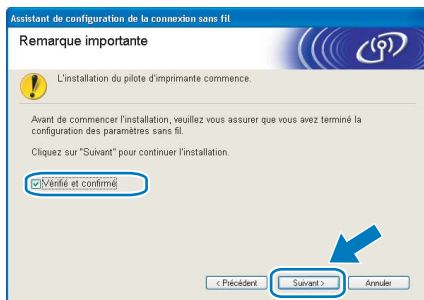 Assistant de configuration de la connexion sans fil
Remarque importante
L'installation du pilote d'imprimante commence.
Avant de commencer l'installation, veuillez vous assurer que vous avez terminé la
configuration des paramètres sans fil.
Cliquez sur "Suivant" pour continuer l'installation.
Vérifié et confirmé
< Précédent Suivant > Annuler